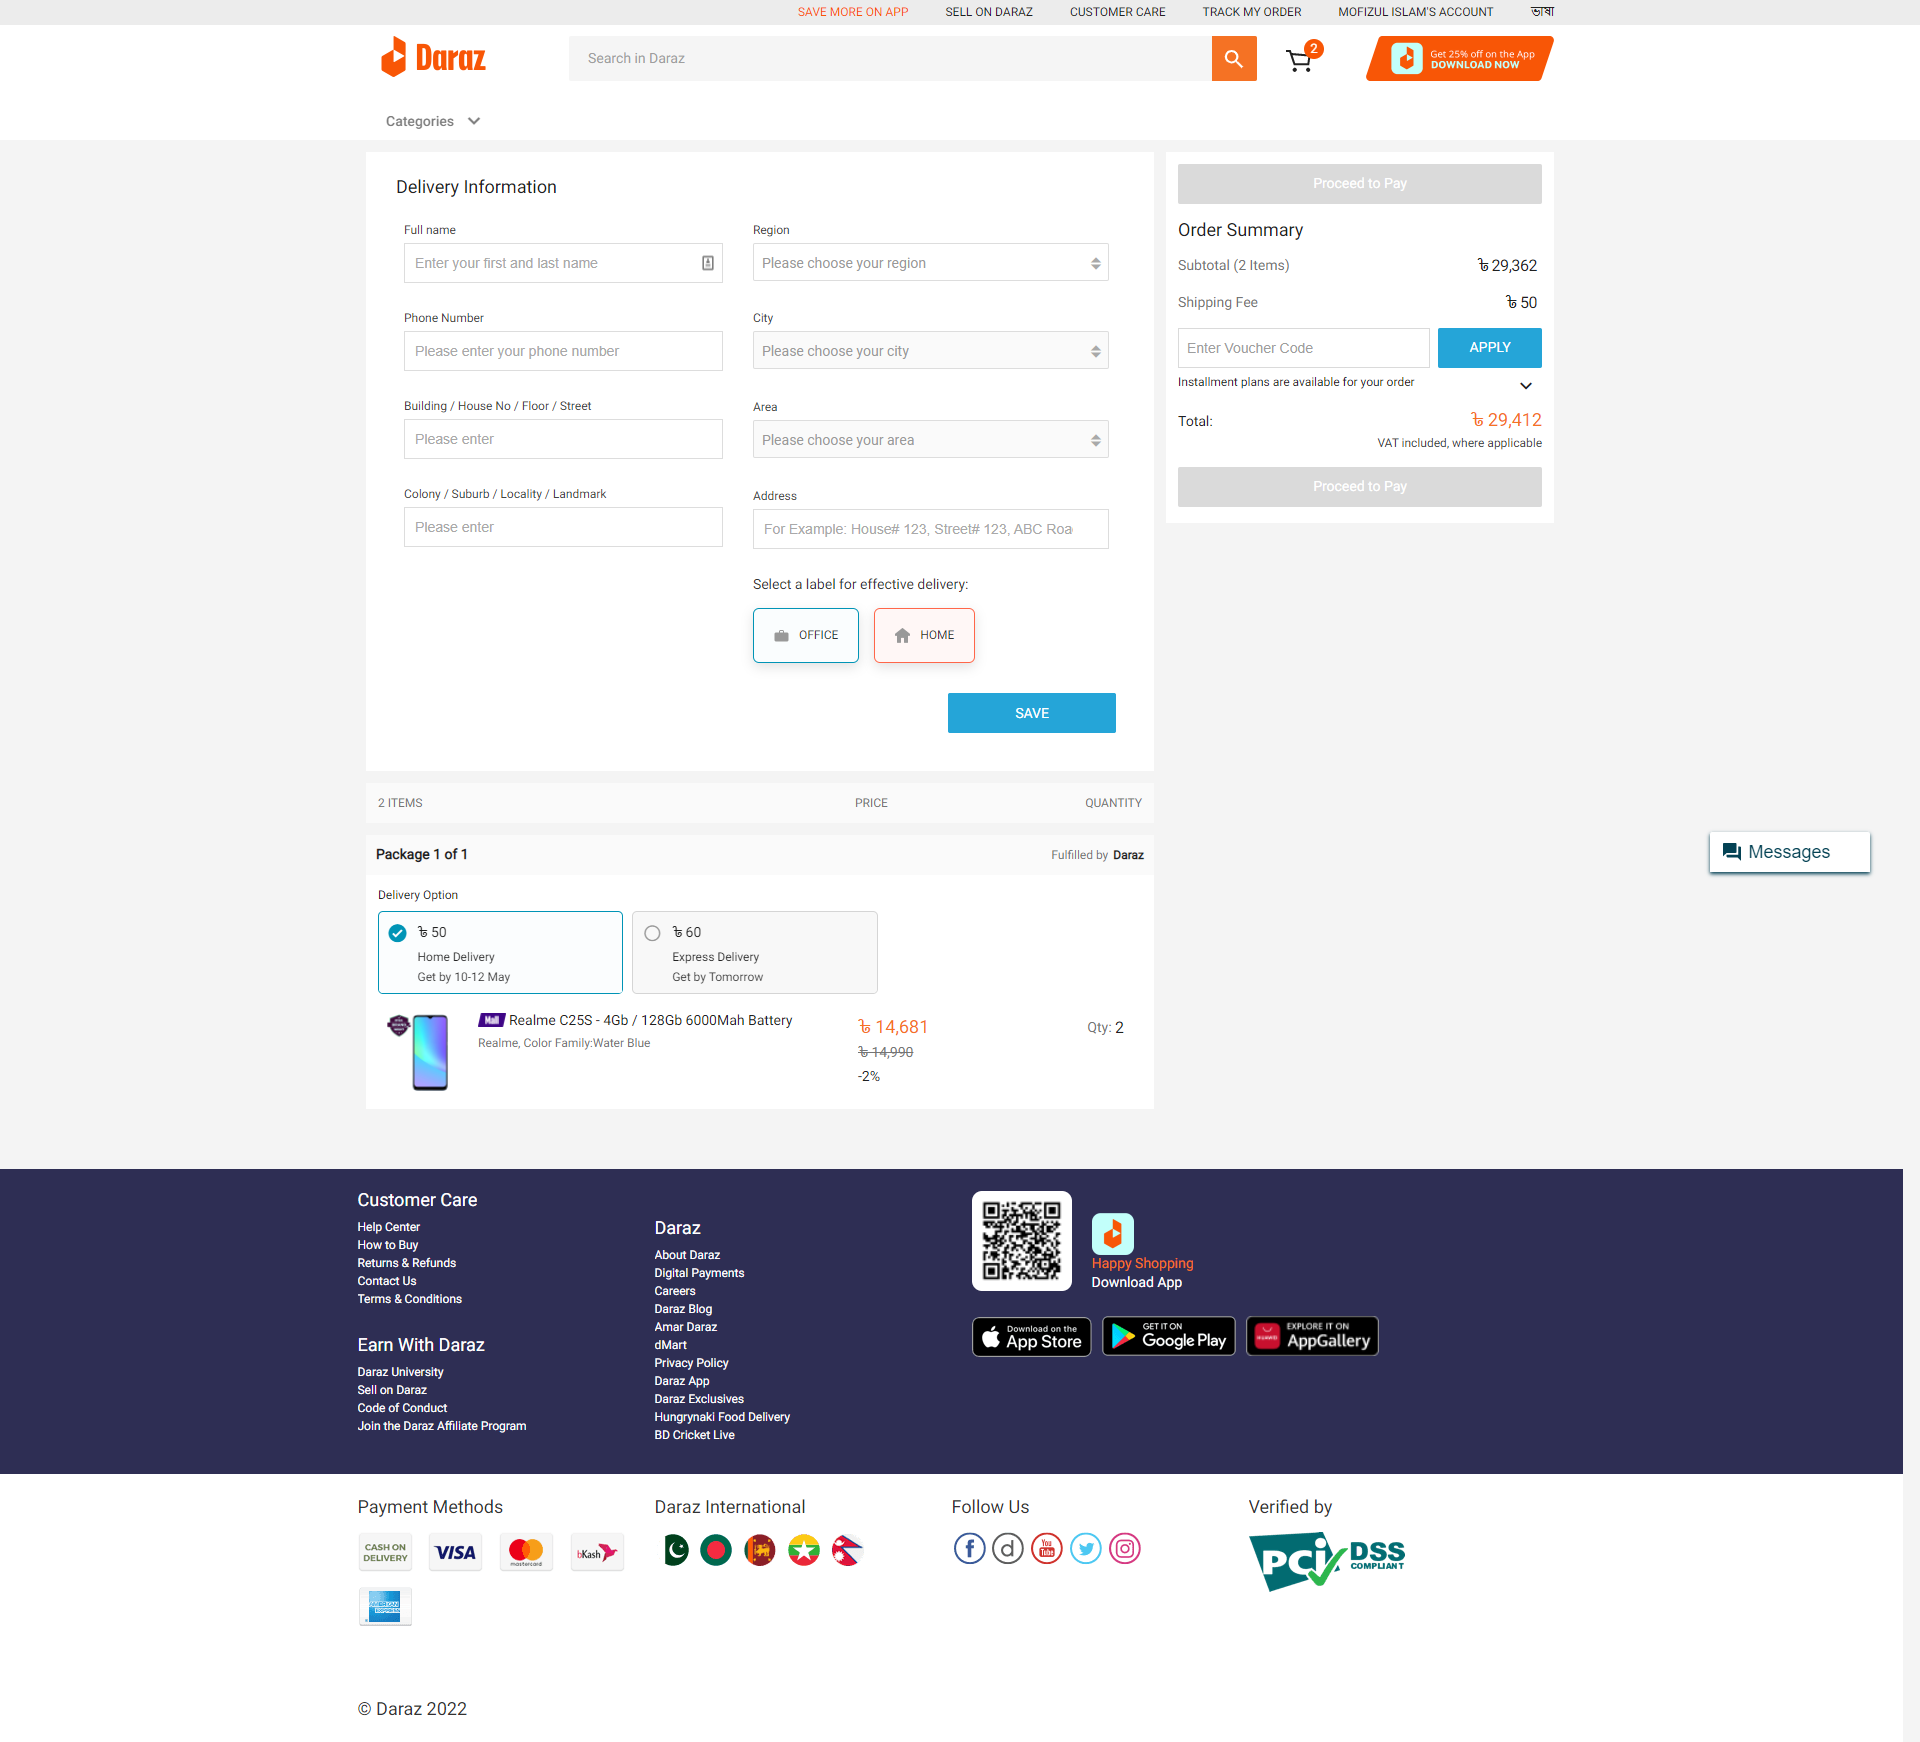 SAVE MORE ON APP SELL ON DARAZ CUSTOMER CARE TRACK MY ORDER MOFIZUL ISLAM'S ACCOUNT ভাষা
Daraz
Search in Daraz
2
Get 25% off on the App
DOWNLOAD NOW
Categories
Delivery Information
Full name
Enter your first and last name
Region
Please choose your region
Phone Number
Please enter your phone number
City
Please choose your city
Building / House No / Floor / Street
Please enter
Area
Please choose your area
Colony / Suburb / Locality / Landmark
Please enter
Address
For Example: House# 123, Street# 123, ABC Roa
Select a label for effective delivery:
OFFICE
HOME
SAVE
Proceed to Pay
Order Summary
Subtotal (2 Items) ৳ 29,362
Shipping Fee ৳ 50
Enter Voucher Code
APPLY
Installment plans are available for your order
Total: ৳ 29,412
VAT included, where applicable
Proceed to Pay
2 ITEMS PRICE QUANTITY
Package 1 of 1 Fulfilled by Daraz
Delivery Option
৳ 50
Home Delivery
Get by 10-12 May
৳ 60
Express Delivery
Get by Tomorrow
Mall Realme C25S - 4Gb / 128Gb 6000Mah Battery
Realme, Color Family:Water Blue
৳ 14,681
৳ 14,990
-2%
Qty: 2
Messages
Customer Care
Help Center
How to Buy
Returns & Refunds
Contact Us
Terms & Conditions
Earn With Daraz
Daraz University
Sell on Daraz
Code of Conduct
Join the Daraz Affiliate Program
Daraz
About Daraz
Digital Payments
Careers
Daraz Blog
Amar Daraz
dMart
Privacy Policy
Daraz App
Daraz Exclusives
Hungrynaki Food Delivery
BD Cricket Live
Happy Shopping
Download App
Download on the
App Store
GET IT ON
Google Play
HUAWEI
EXPLORE IT ON
AppGallery
Payment Methods
CASH ON
DELIVERY
VISA
mastercard
bKash
AMERICAN
EXPRESS
Daraz International
Follow Us
f
d
You
Tube
Verified by
PCi DSS
COMPLIANT
© Daraz 2022